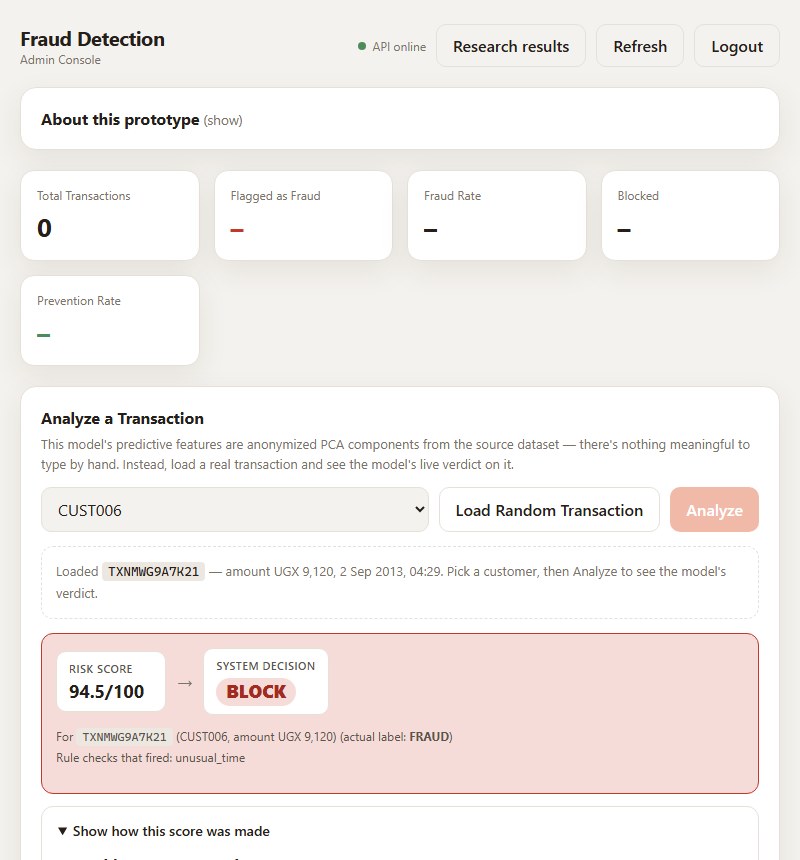 Fraud Detection
Admin Console
API online
Research results
Refresh
Logout
About this prototype (show)
Total Transactions
0
Flagged as Fraud
–
Fraud Rate
–
Blocked
–
Prevention Rate
–
Analyze a Transaction
This model's predictive features are anonymized PCA components from the source dataset — there's nothing meaningful to
type by hand. Instead, load a real transaction and see the model's live verdict on it.
CUST006
Load Random Transaction
Analyze
Loaded TXNMWG9A7K21 — amount UGX 9,120, 2 Sep 2013, 04:29. Pick a customer, then Analyze to see the model's
verdict.
RISK SCORE
94.5/100
→
SYSTEM DECISION
BLOCK
For TXNMWG9A7K21 (CUST006, amount UGX 9,120) (actual label: FRAUD)
Rule checks that fired: unusual_time
▼ Show how this score was made